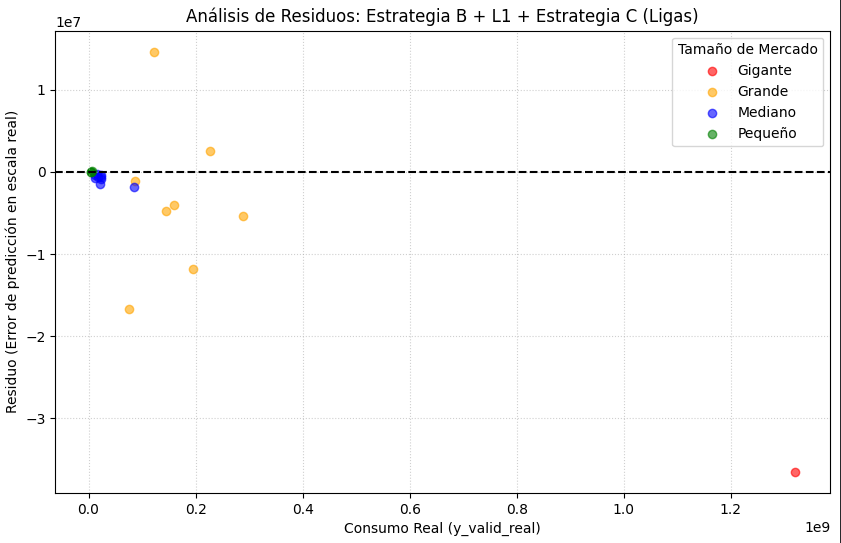 Análisis de Residuos: Estrategia B + L1 + Estrategia C (Ligas)
1e7
Tamaño de Mercado
Gigante
Grande
Mediano
Pequeño
1
0
−1
−2
−3
Residuo (Error de predicción en escala real)
0.0 0.2 0.4 0.6 0.8 1.0 1.2
1e9
Consumo Real (y_valid_real)